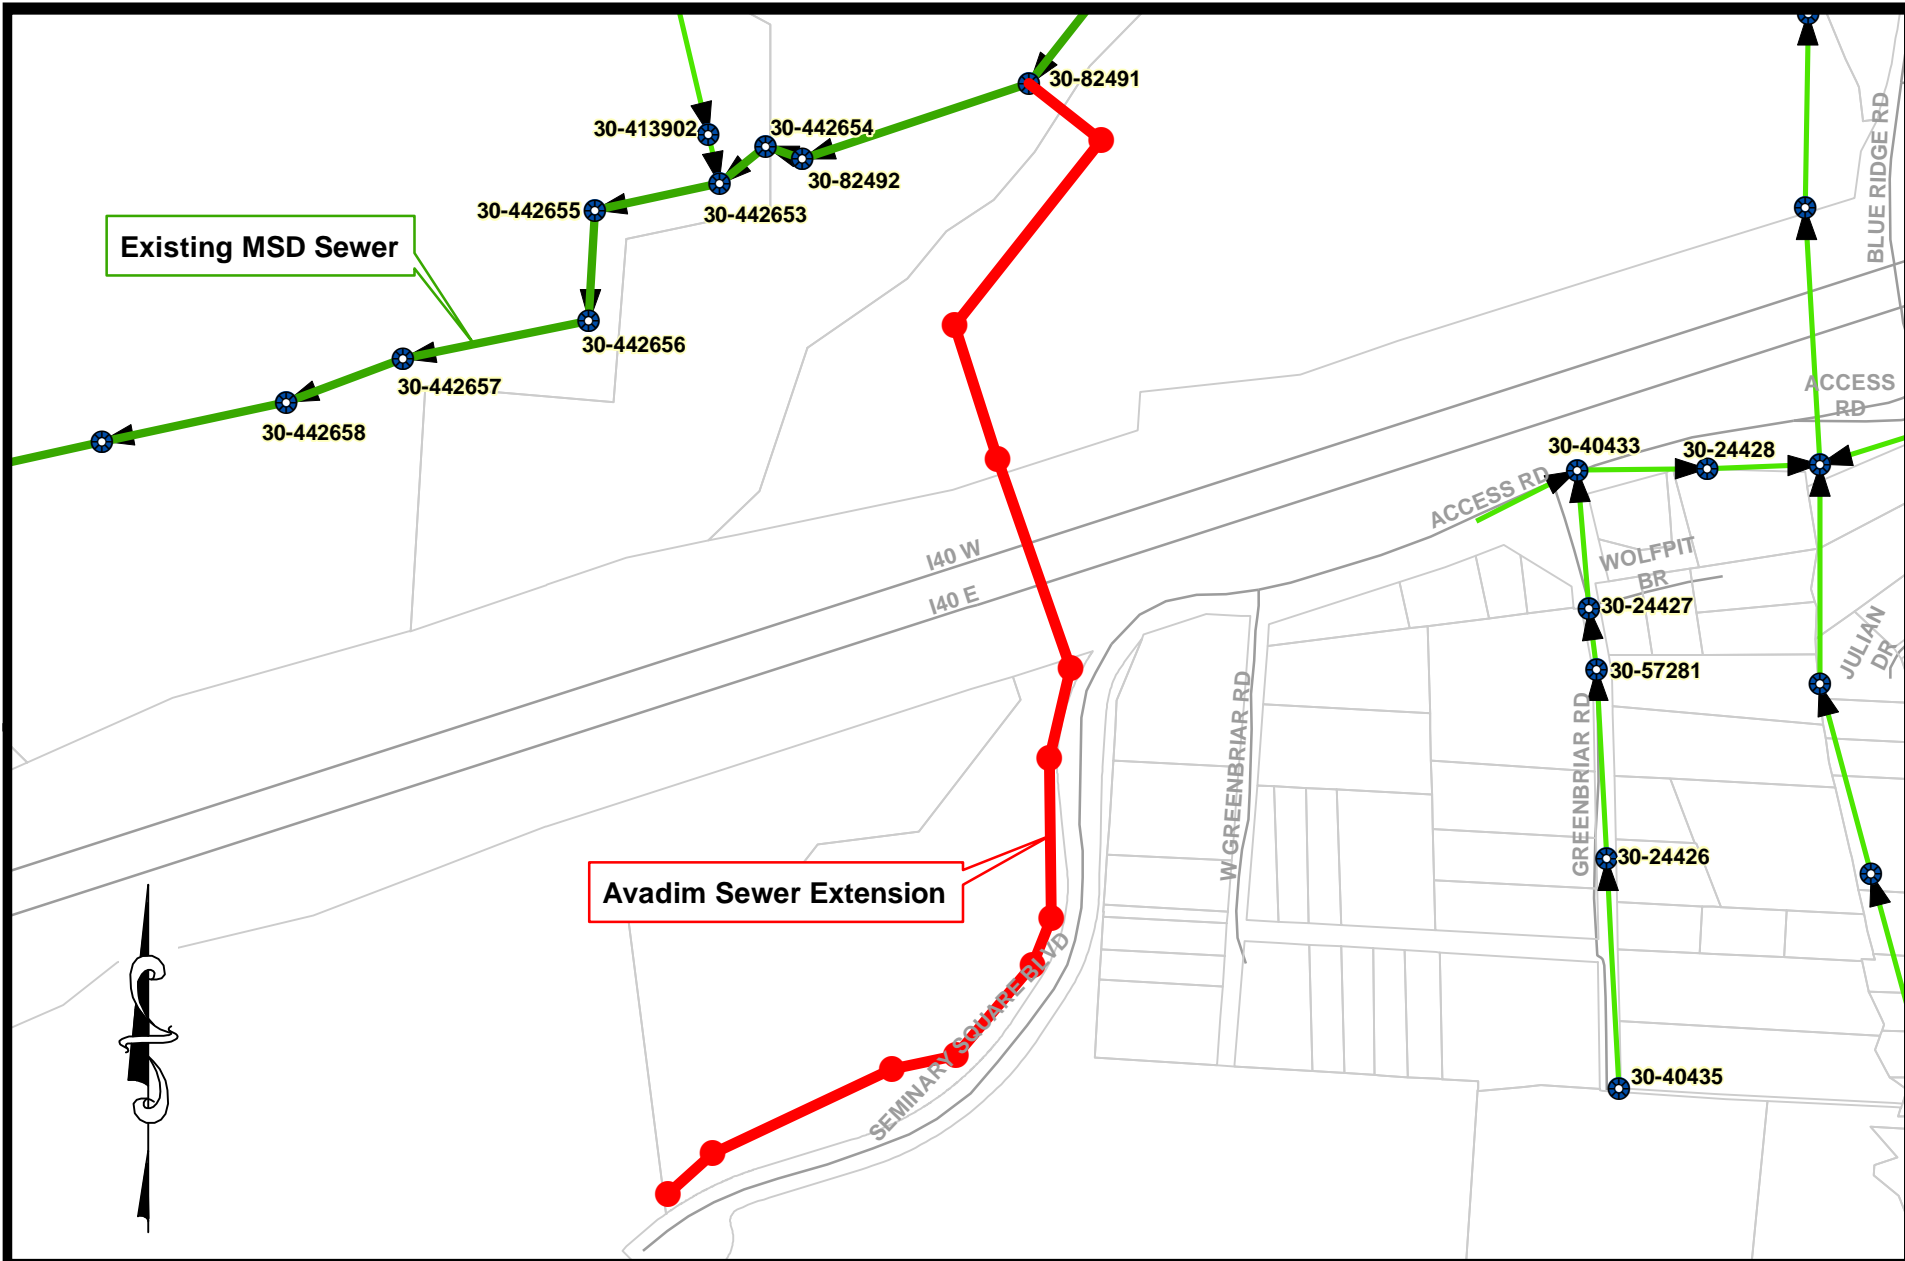 30-82491
30-413902
30-442654
30-82492
30-442655
30-442653
Existing MSD Sewer
30-442656
30-442657
30-442658
BLUE RIDGE RD
ACCESS
RD
30-40433
30-24428
ACCESS RD
I40 W
I40 E
WOLFPIT
BR
30-24427
JULIAN
DR
30-57281
W GREENBRIAR RD
GREENBRIAR RD
30-24426
Avadim Sewer Extension
SEMINARY SQUARE BLVD
30-40435